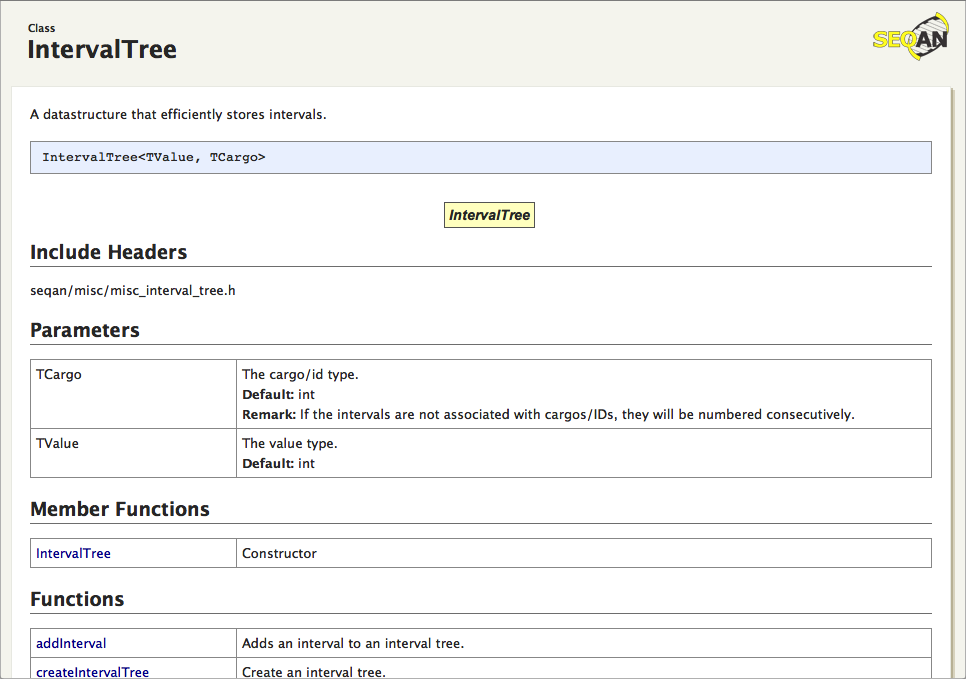 Class
IntervalTree
SEQAN
A datastructure that efficiently stores intervals.
IntervalTree<TValue, TCargo>
IntervalTree
Include Headers
seqan/misc/misc_interval_tree.h
Parameters
TCargo The cargo/id type.
Default: int
Remark: If the intervals are not associated with cargos/IDs, they will be numbered consecutively.
TValue The value type.
Default: int
Member Functions
IntervalTree Constructor
Functions
addInterval Adds an interval to an interval tree.
createIntervalTree Create an interval tree.